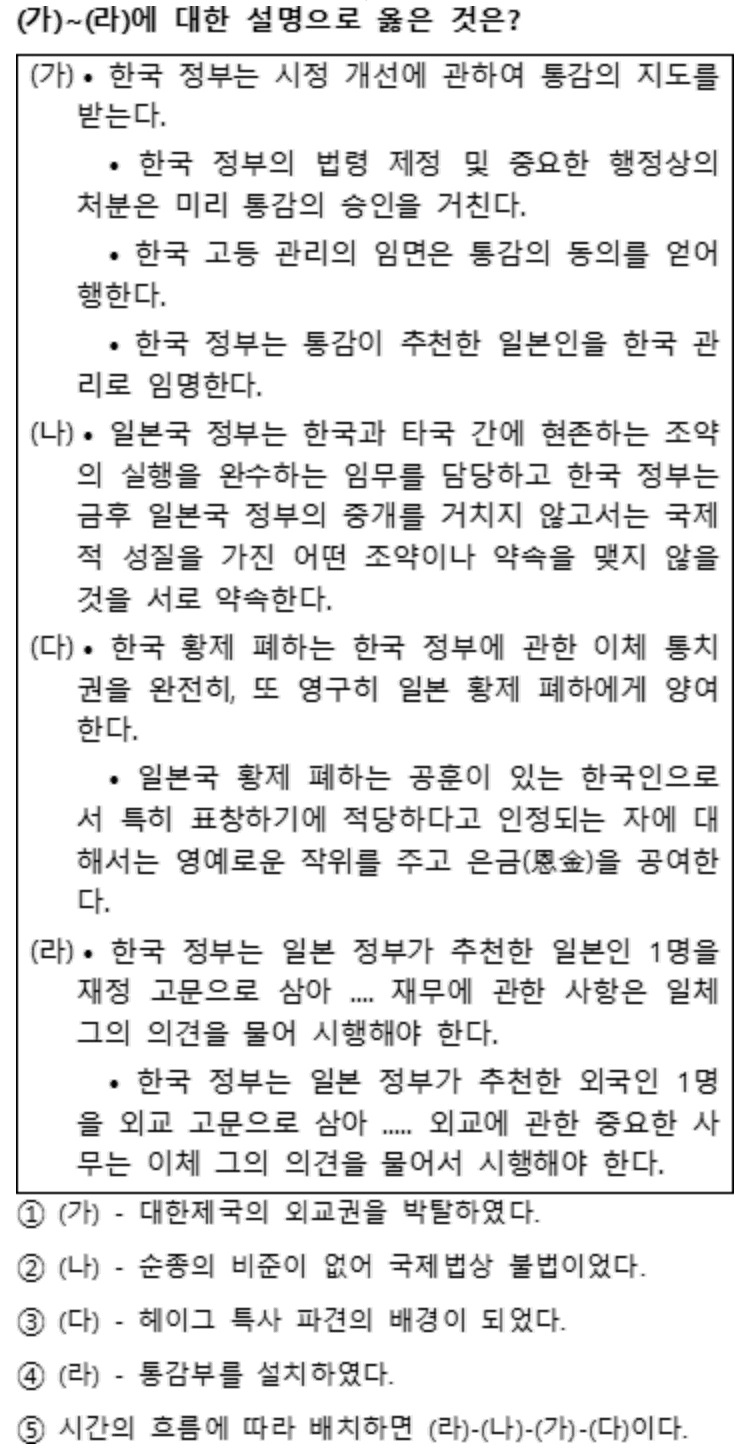 (가)~(라)에 대한 설명으로 옳은 것은?
(가) • 한국 정부는 시정 개선에 관하여 통감의 지도를
받는다.
• 한국 정부의 법령 제정 및 중요한 행정상의
처분은 미리 통감의 승인을 거친다.
• 한국 고등 관리의 임면은 통감의 동의를 얻어
행한다.
• 한국 정부는 통감이 추천한 일본인을 한국 관
리로 임명한다.
(나) • 일본국 정부는 한국과 타국 간에 현존하는 조약
의 실행을 완수하는 임무를 담당하고 한국 정부는
금후 일본국 정부의 중개를 거치지 않고서는 국제
적 성질을 가진 어떤 조약이나 약속을 맺지 않을
것을 서로 약속한다.
(다) • 한국 황제 폐하는 한국 정부에 관한 이체 통치
권을 완전히, 또 영구히 일본 황제 폐하에게 양여
한다.
• 일본국 황제 폐하는 공훈이 있는 한국인으로
서 특히 표창하기에 적당하다고 인정되는 자에 대
해서는 영예로운 작위를 주고 은금(恩金)을 공여한
다.
(라) • 한국 정부는 일본 정부가 추천한 일본인 1명을
재정 고문으로 삼아 .... 재무에 관한 사항은 일체
그의 의견을 물어 시행해야 한다.
• 한국 정부는 일본 정부가 추천한 외국인 1명
을 외교 고문으로 삼아 ..... 외교에 관한 중요한 사
무는 이체 그의 의견을 물어서 시행해야 한다.
① (가) - 대한제국의 외교권을 박탈하였다.
② (나) - 순종의 비준이 없어 국제법상 불법이었다.
③ (다) - 헤이그 특사 파견의 배경이 되었다.
④ (라) - 통감부를 설치하였다.
⑤ 시간의 흐름에 따라 배치하면 (라)-(나)-(가)-(다)이다.